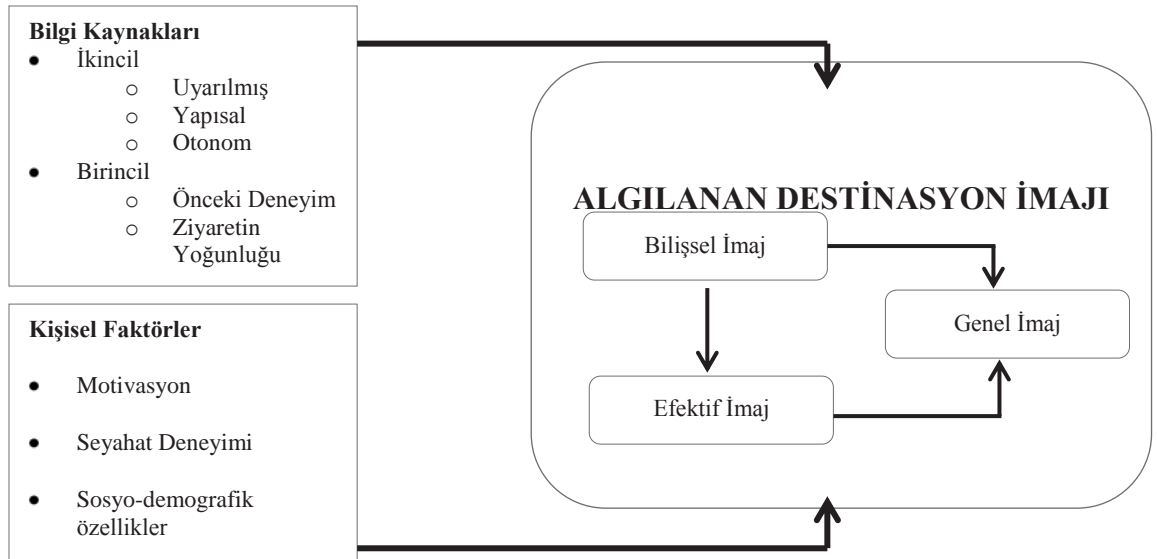 Bilgi Kaynakları
● İkincil
o Uyarılmış
o Yapısal
o Otonom
● Birincil
o Önceki Deneyim
o Ziyaretin
Yoğunluğu
Kişisel Faktörler
● Motivasyon
● Seyahat Deneyimi
● Sosyo-demografik
özellikler
ALGILANAN DESTİNASYON İMAJI
Bilişsel İmaj
Genel İmaj
Efektif İmaj